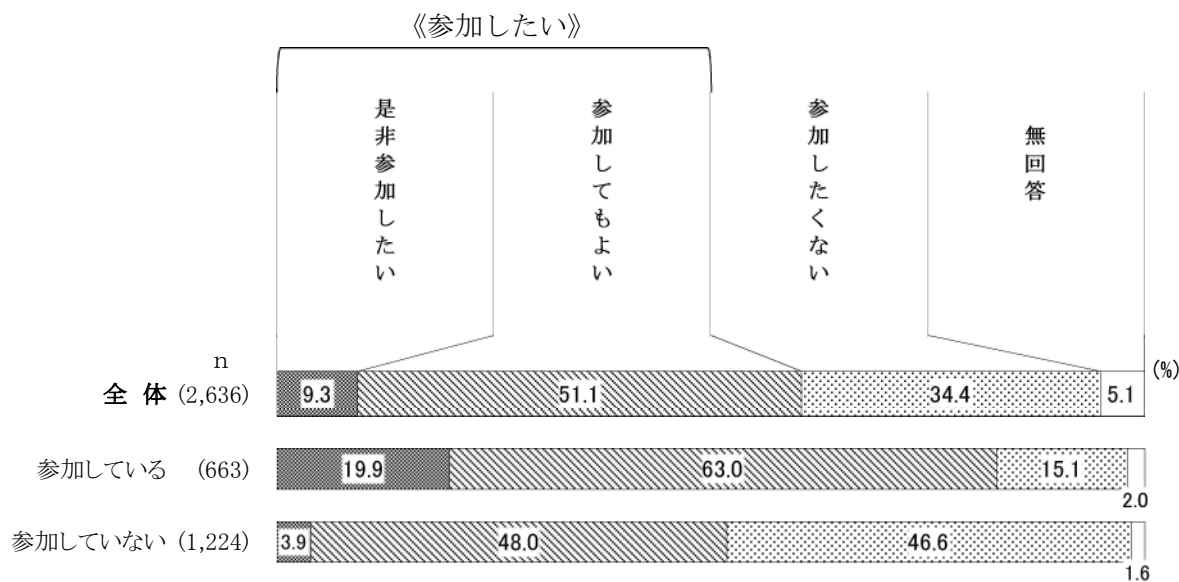 《参加したい》
是非参加したい
参加してもよい
参加したくない
無回答
n
(%)
全 体 (2,636) 9.3 51.1 34.4 5.1
参加している (663) 19.9 63.0 15.1 2.0
参加していない (1,224) 3.9 48.0 46.6 1.6